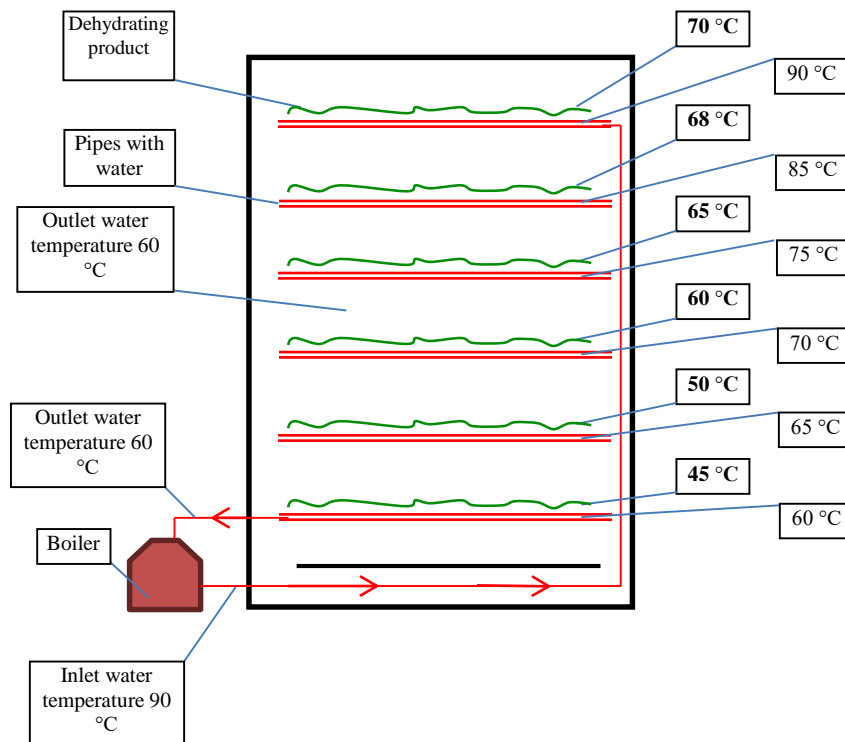 Dehydrating
product
70 °C
90 °C
68 °C
Pipes with
water
85 °C
Outlet water
temperature 60
°C
65 °C
75 °C
60 °C
70 °C
50 °C
Outlet water
temperature 60
°C
65 °C
45 °C
60 °C
Boiler
Inlet water
temperature 90
°C